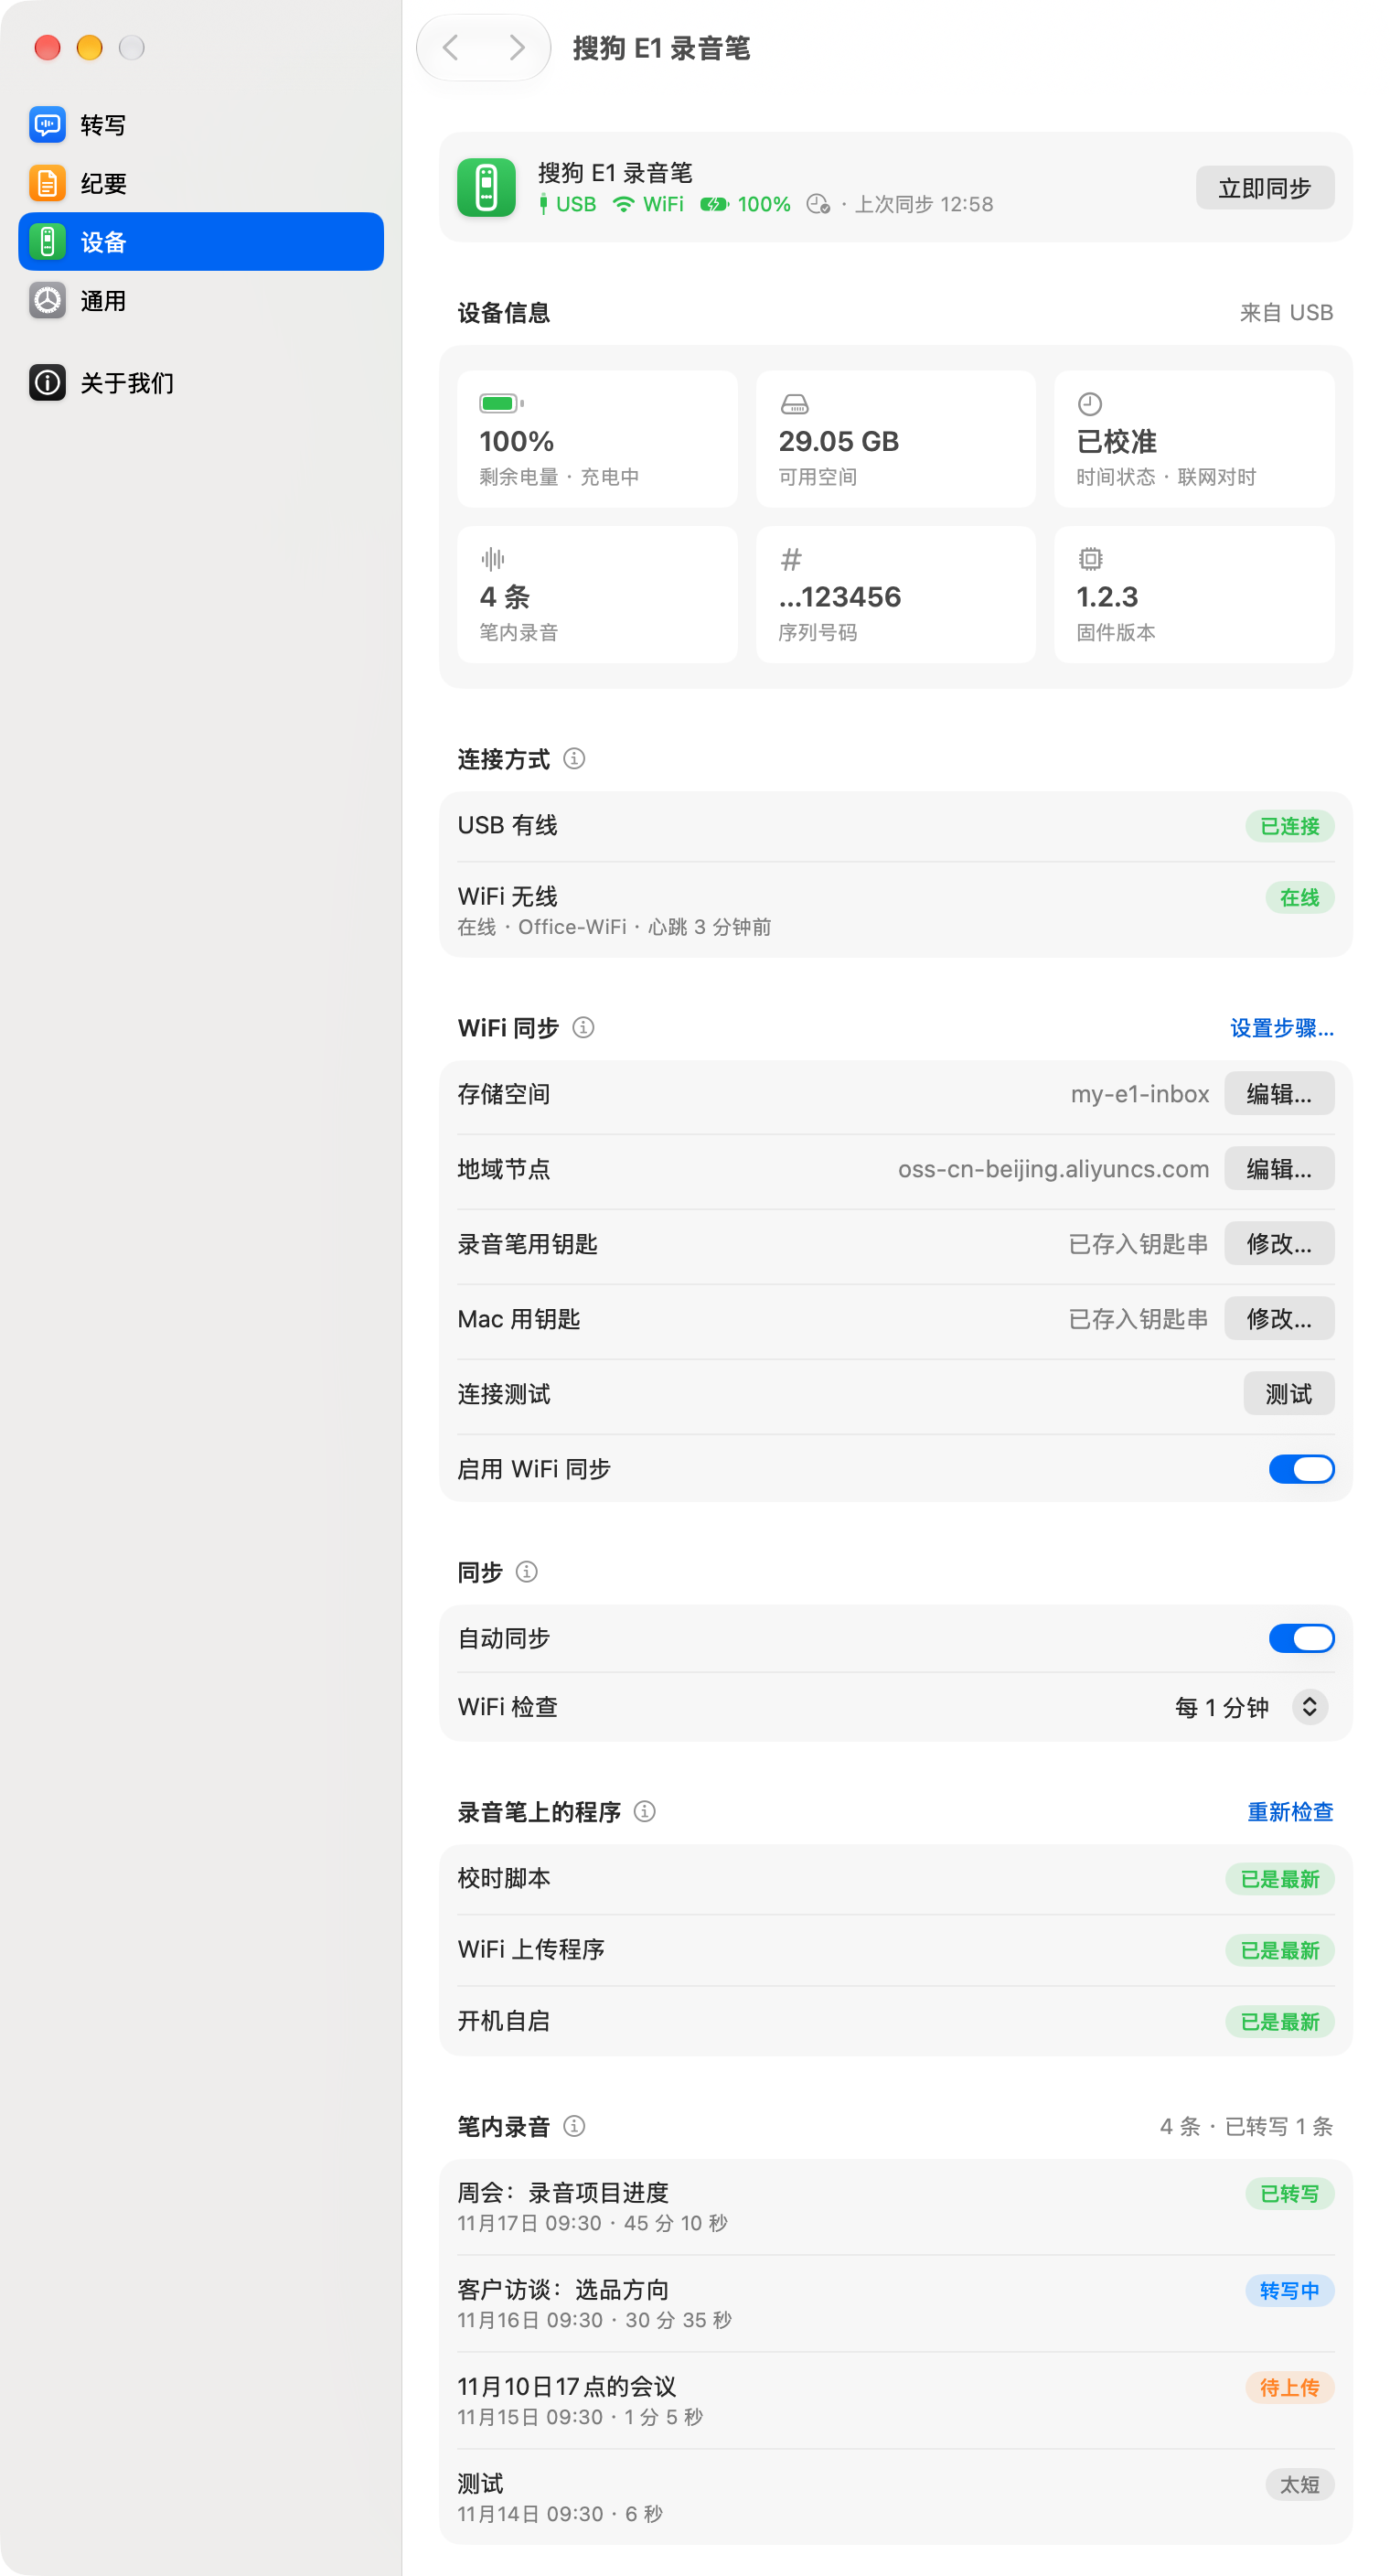 搜狗 E1 录音笔
转写
纪要
设备
通用
关于我们
搜狗 E1 录音笔
USB WiFi 100% · 上次同步 12:58
立即同步
设备信息
来自 USB
100%
剩余电量 · 充电中
29.05 GB
可用空间
已校准
时间状态 · 联网对时
4 条
笔内录音
#
...123456
序列号码
1.2.3
固件版本
连接方式
USB 有线
已连接
WiFi 无线
在线
在线 · Office-WiFi · 心跳 3 分钟前
WiFi 同步
设置步骤...
存储空间
my-e1-inbox
编辑...
地域节点
oss-cn-beijing.aliyuncs.com
编辑...
录音笔用钥匙
已存入钥匙串
修改...
Mac 用钥匙
已存入钥匙串
修改...
连接测试
测试
启用 WiFi 同步
同步
自动同步
WiFi 检查
每 1 分钟
录音笔上的程序
重新检查
校时脚本
已是最新
WiFi 上传程序
已是最新
开机自启
已是最新
笔内录音
4 条 · 已转写 1 条
周会：录音项目进度
已转写
11月17日 09:30 · 45 分 10 秒
客户访谈：选品方向
转写中
11月16日 09:30 · 30 分 35 秒
11月10日17点的会议
待上传
11月15日 09:30 · 1 分 5 秒
测试
太短
11月14日 09:30 · 6 秒